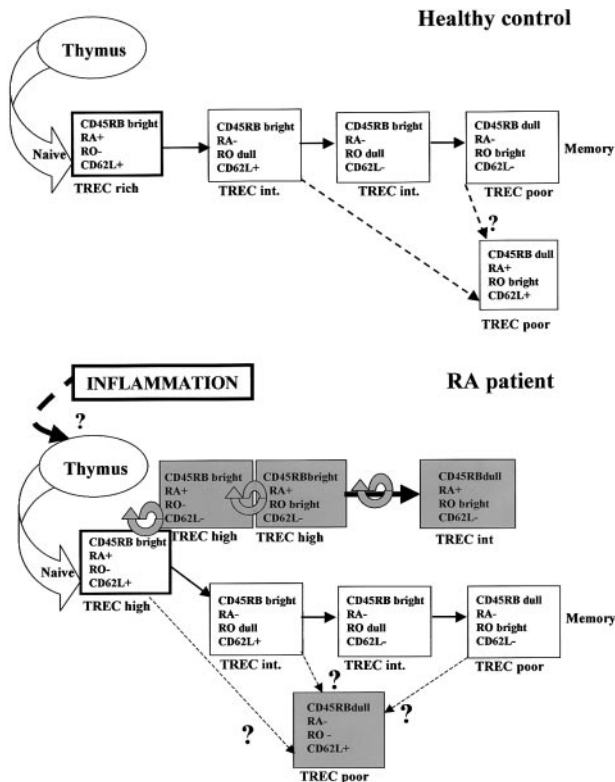 Healthy control
Thymus
Naive
CD45RB bright
RA+
RO-
CD62L+
TREC rich
CD45RB bright
RA-
RO dull
CD62L+
TREC int.
CD45RB bright
RA-
RO dull
CD62L-
TREC int.
CD45RB dull
RA-
RO bright
CD62L-
TREC poor
Memory
?
CD45RB dull
RA+
RO bright
CD62L+
TREC poor
RA patient
INFLAMMATION
?
Thymus
Naive
CD45RB bright
RA+
RO-
CD62L-
TREC high
CD45RBbright
RA+
RO bright
CD62L-
TREC high
CD45RBdull
RA+
RO bright
CD62L-
TREC int
CD45RB bright
RA+
RO-
CD62L+
TREC high
CD45RB bright
RA-
RO dull
CD62L+
TREC int.
CD45RB bright
RA-
RO dull
CD62L-
TREC int.
CD45RB dull
RA-
RO bright
CD62L-
TREC poor
Memory
?
?
?
CD45RBdull
RA-
RO -
CD62L+
TREC poor